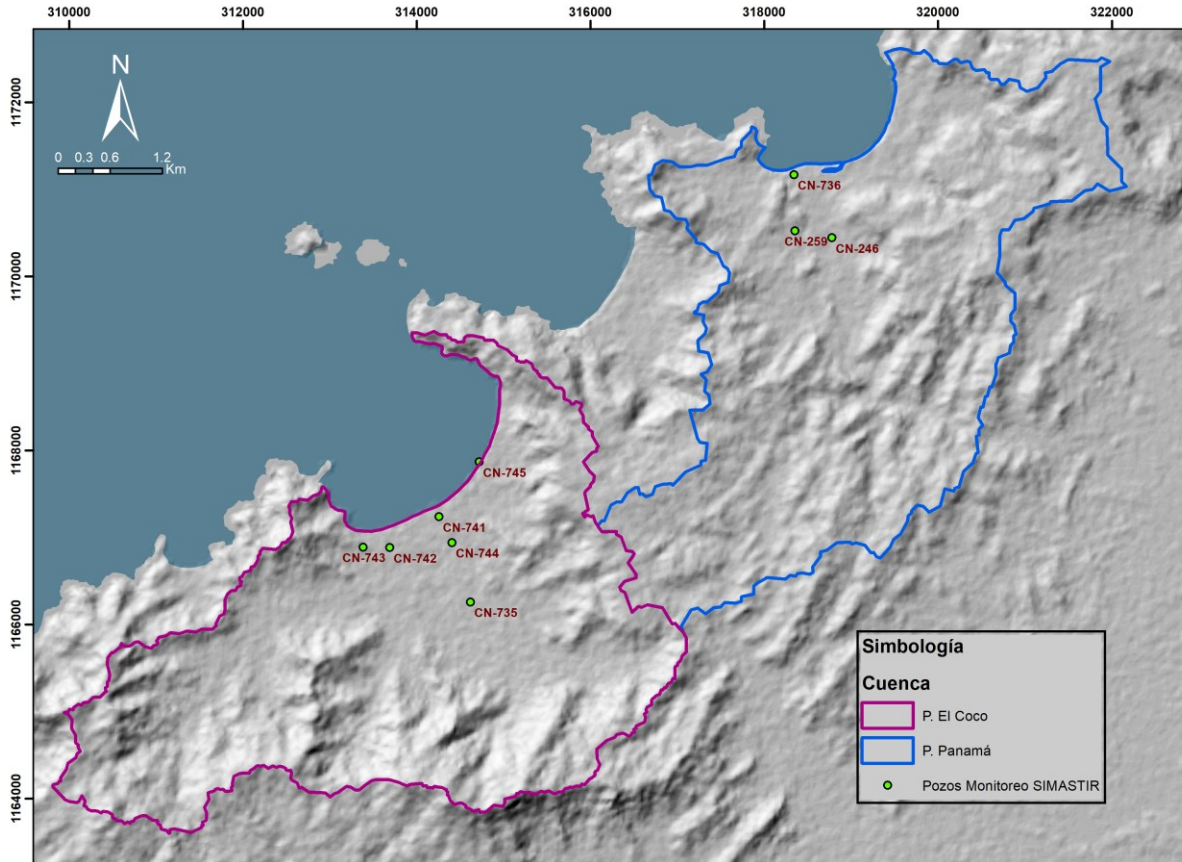 310000 312000 314000 316000 318000 320000 322000
1172000
1170000
1168000
1166000
1164000
N
0 0.3 0.6 1.2
Km
CN-736
CN-259
CN-246
CN-745
CN-741
CN-744
CN-743
CN-742
CN-735
Simbología
Cuenca
P. El Coco
P. Panamá
Pozos Monitoreo SIMASTIR